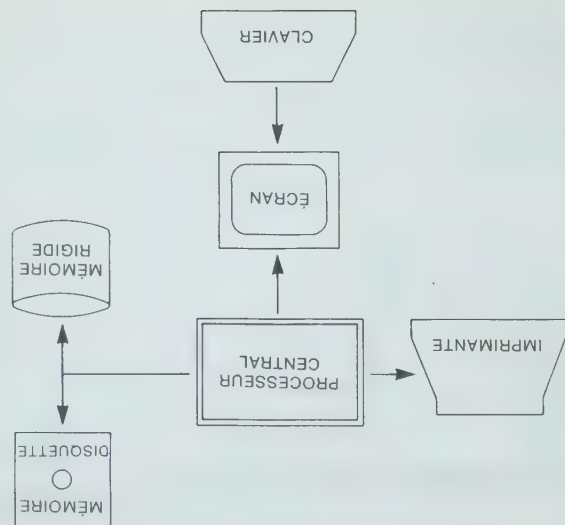 MÉMOIRE
DISQUETTE
PROCESSEUR
CENTRAL
IMPRIMANTE
MÉMOIRE
RIGIDE
ÉCRAN
CLAVIER